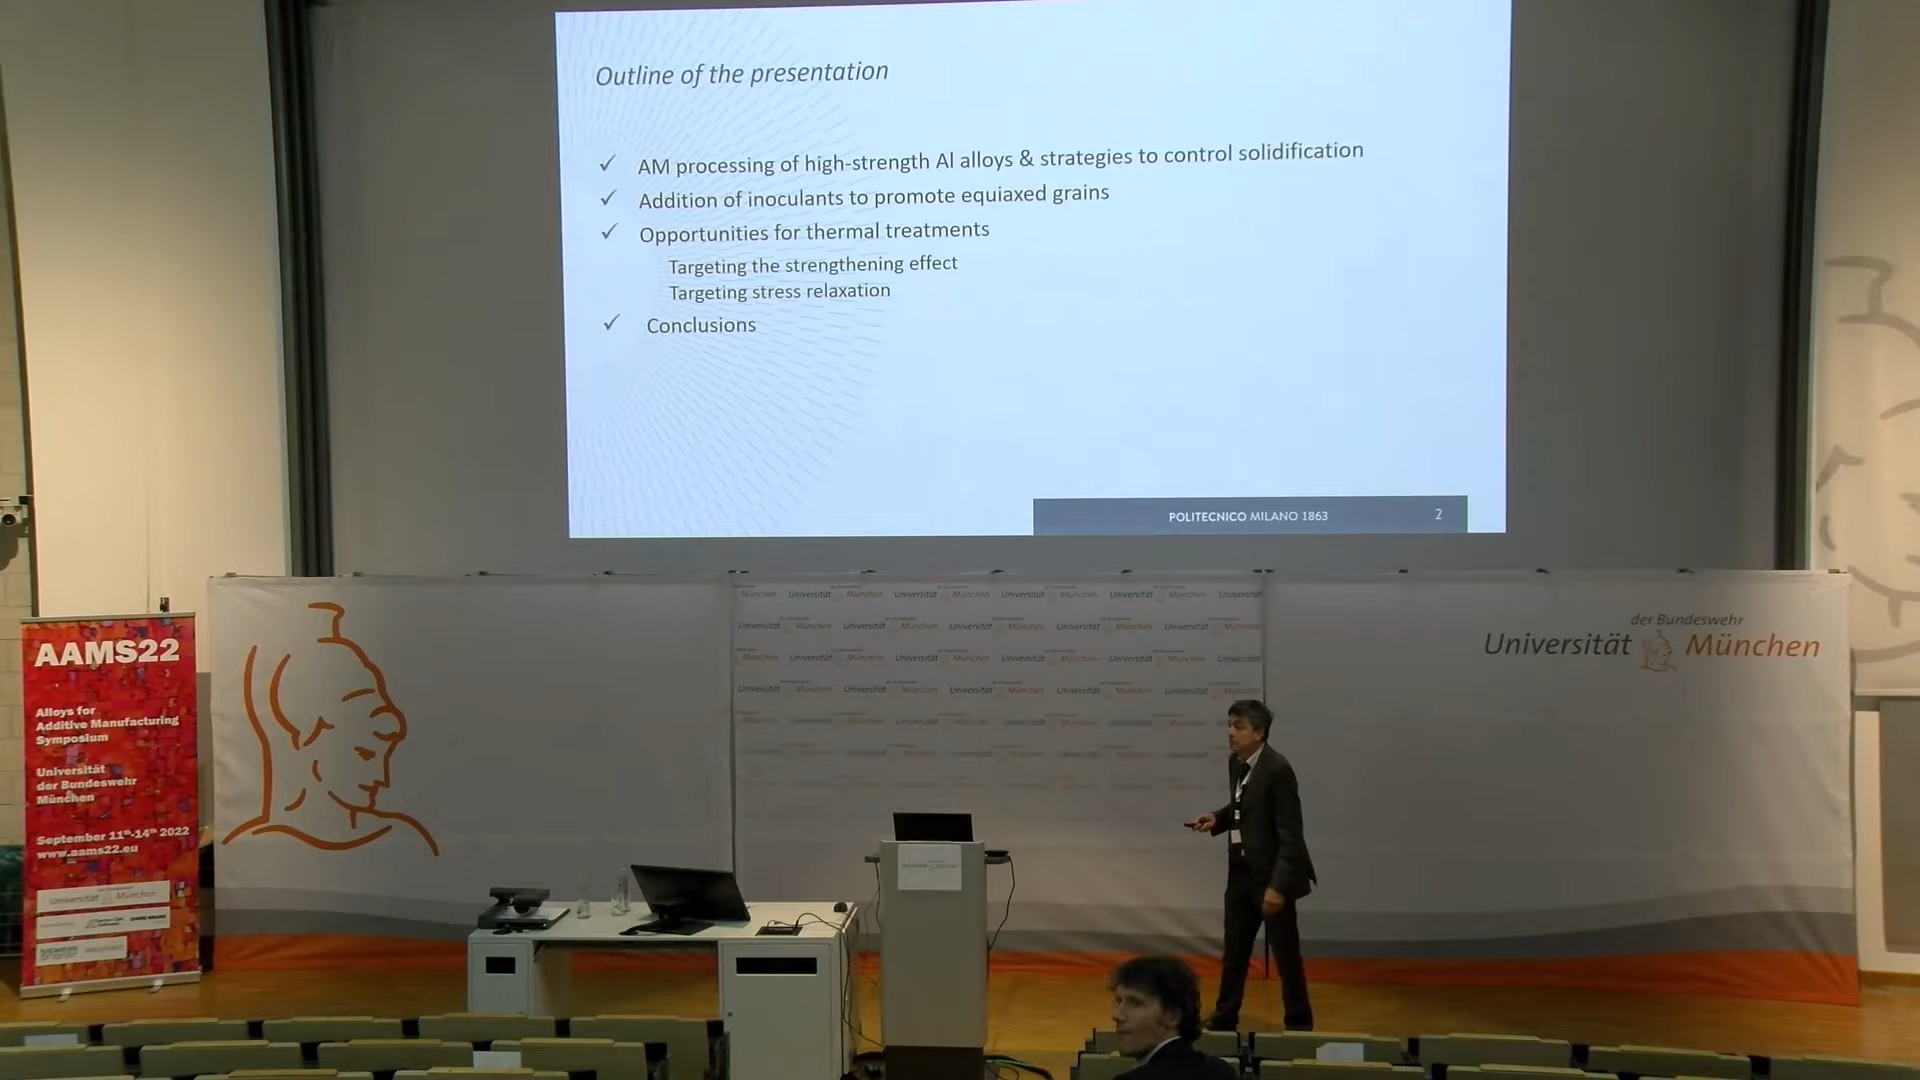 Outline of the presentation
✓ AM processing of high-strength Al alloys & strategies to control solidification
✓ Addition of inoculants to promote equiaxed grains
✓ Opportunities for thermal treatments
Targeting the strengthening effect
Targeting stress relaxation
✓ Conclusions
POLITECNICO MILANO 1863 2
der Bundeswehr
Universität München
AAMS22
Alloys for
Additive Manufacturing
Symposium
Universität
der Bundeswehr
München
September 11th-14th 2022
www.aams22.eu
Universität München